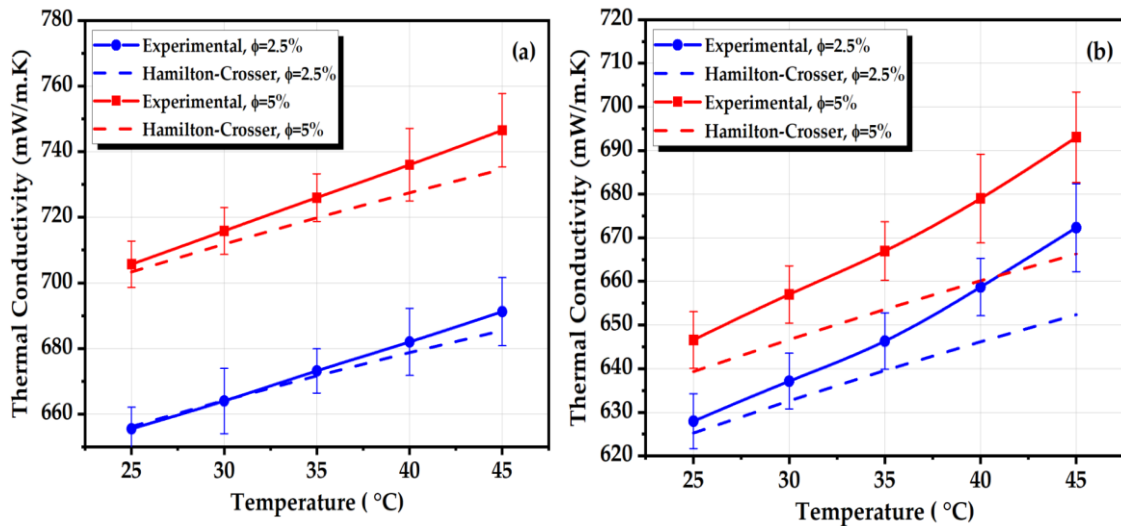 Thermal Conductivity (mW/m.K)
780
760
740
720
700
680
660
Experimental, ϕ=2.5%
Hamilton-Crosser, ϕ=2.5%
Experimental, ϕ=5%
Hamilton-Crosser, ϕ=5%
(a)
25 30 35 40 45
Temperature ( °C)
Thermal Conductivity (mW/m.K)
720
710
700
690
680
670
660
650
640
630
620
Experimental, ϕ=2.5%
Hamilton-Crosser, ϕ=2.5%
Experimental, ϕ=5%
Hamilton-Crosser, ϕ=5%
(b)
25 30 35 40 45
Temperature ( °C)